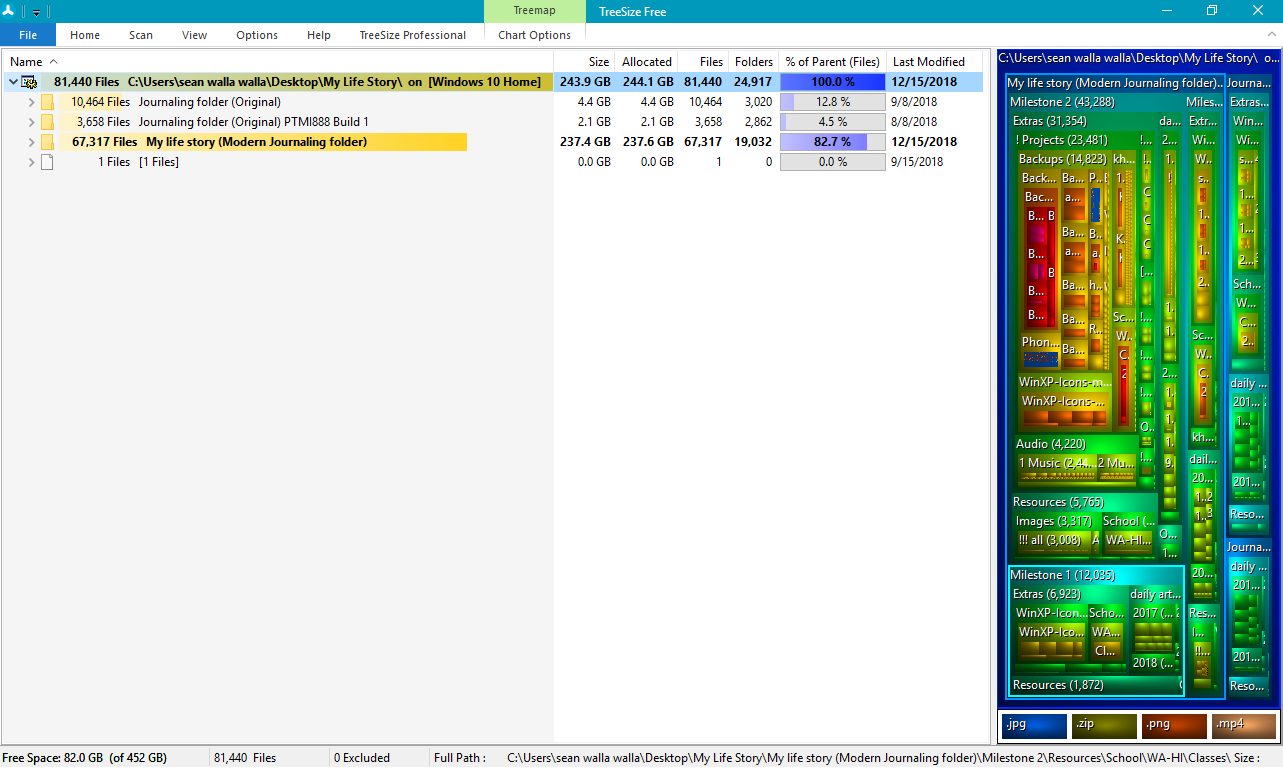 Treemap
TreeSize Free
File Home Scan View Options Help TreeSize Professional Chart Options
Name Size Allocated Files Folders % of Parent (Files) Last Modified
81,440 Files C:\Users\sean walla walla\Desktop\My Life Story\ on [Windows 10 Home] 243.9 GB 244.1 GB 81,440 24,917 100.0 % 12/15/2018
10,464 Files Journaling folder (Original) 4.4 GB 4.4 GB 10,464 3,020 12.8 % 9/8/2018
3,658 Files Journaling folder (Original) PTMI888 Build 1 2.1 GB 2.1 GB 3,658 2,862 4.5 % 8/8/2018
67,317 Files My life story (Modern Journaling folder) 237.4 GB 237.6 GB 67,317 19,032 82.7 % 12/15/2018
1 Files [1 Files] 0.0 GB 0.0 GB 1 0 0.0 % 9/15/2018
C:\Users\sean walla walla\Desktop\My Life Story\ o...
My life story (Modern Journaling folder)... Journa...
Milestone 2 (43,288) Miles... Extras...
Extras (31,354) da... Extr... Win...
! Projects (23,481) 2... Wi... Wi...
Backups (14,823) kh... W... s...
Back... Ba... P...
Bac... a...
B... B
Ba... B...
B... a... K..
B... Ba... h... Sch...
B... Ba... Sc... W...
R... W.. Sc... C...
Phon... Ba... C... W... 2..
WinXP-Icons-m... 2... C.. daily ...
WinXP-Icons-... 201...
Audio (4,220) kh...
1 Music (2,44... 2 Mu... 9. daily...
20... 201...
Resources (5,765) Reso...
Images (3,317) School (... O...
!!! all (3,008) A WA-HI... 1...
Journa...
Milestone 1 (12,035) 20... daily ...
Extras (6,923) daily art... 201...
WinXP-Icon... Scho... 2017 (... Res...
WinXP-Ico... WA... I...
Cl... !!...
2018 (... 201...
Resources (1,872) Reso...
.jpg .zip .png .mp4
Free Space: 82.0 GB (of 452 GB) 81,440 Files 0 Excluded Full Path : C:\Users\sean walla walla\Desktop\My Life Story\My life story (Modern Journaling folder)\Milestone 2\Resources\School\WA-HI\Classes\ Size :